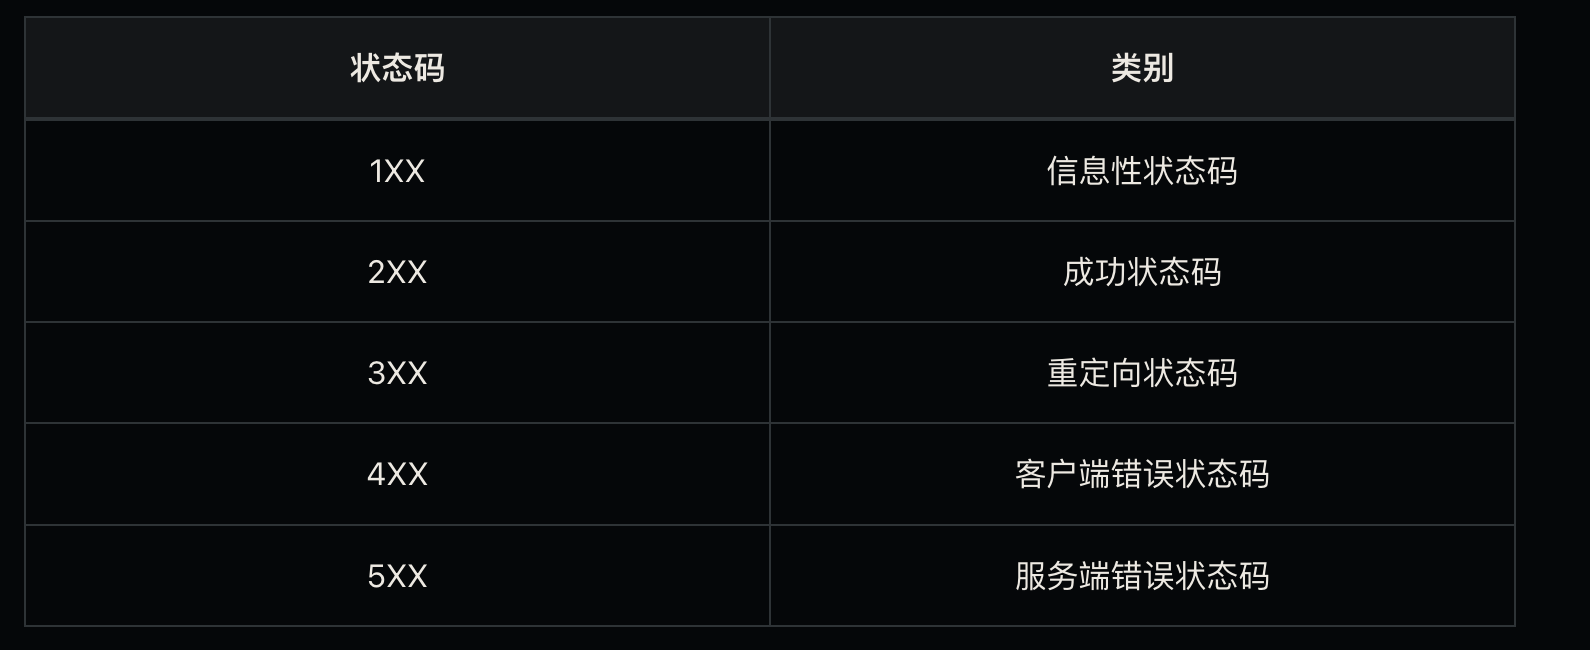 状态码 类别
1XX 信息性状态码
2XX 成功状态码
3XX 重定向状态码
4XX 客户端错误状态码
5XX 服务端错误状态码